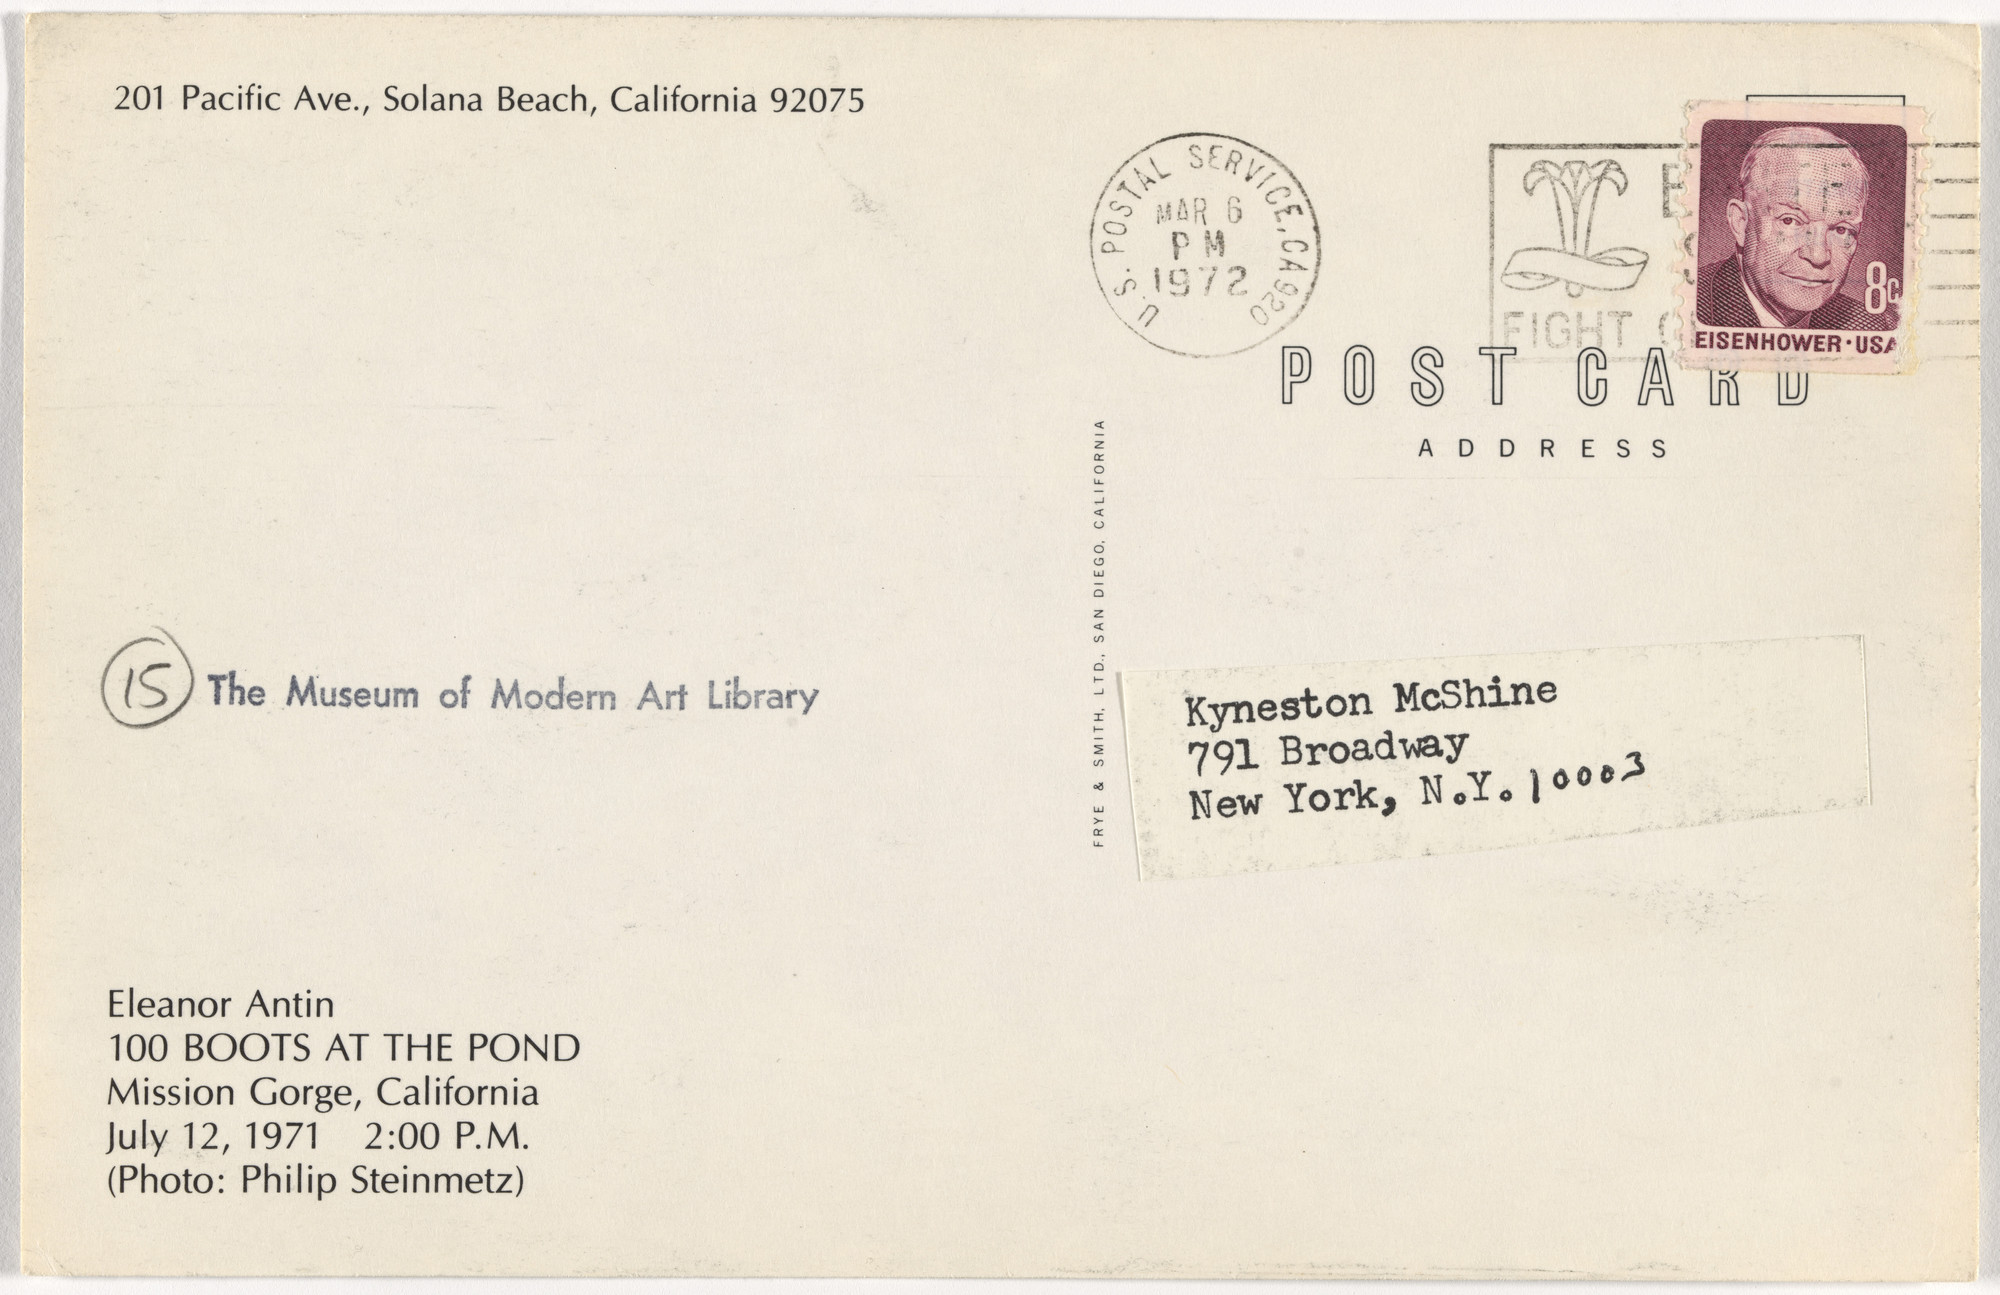 201 Pacific Ave., Solana Beach, California 92075
U.S. POSTAL SERVICE, CA 920
MAR 6
PM
1972
FIGHT
8c
EISENHOWER · USA
POST CARD
ADDRESS
FRYE & SMITH, LTD., SAN DIEGO, CALIFORNIA
15
The Museum of Modern Art Library
Kyneston McShine
791 Broadway
New York, N.Y. 10003
Eleanor Antin
100 BOOTS AT THE POND
Mission Gorge, California
July 12, 1971 2:00 P.M.
(Photo: Philip Steinmetz)